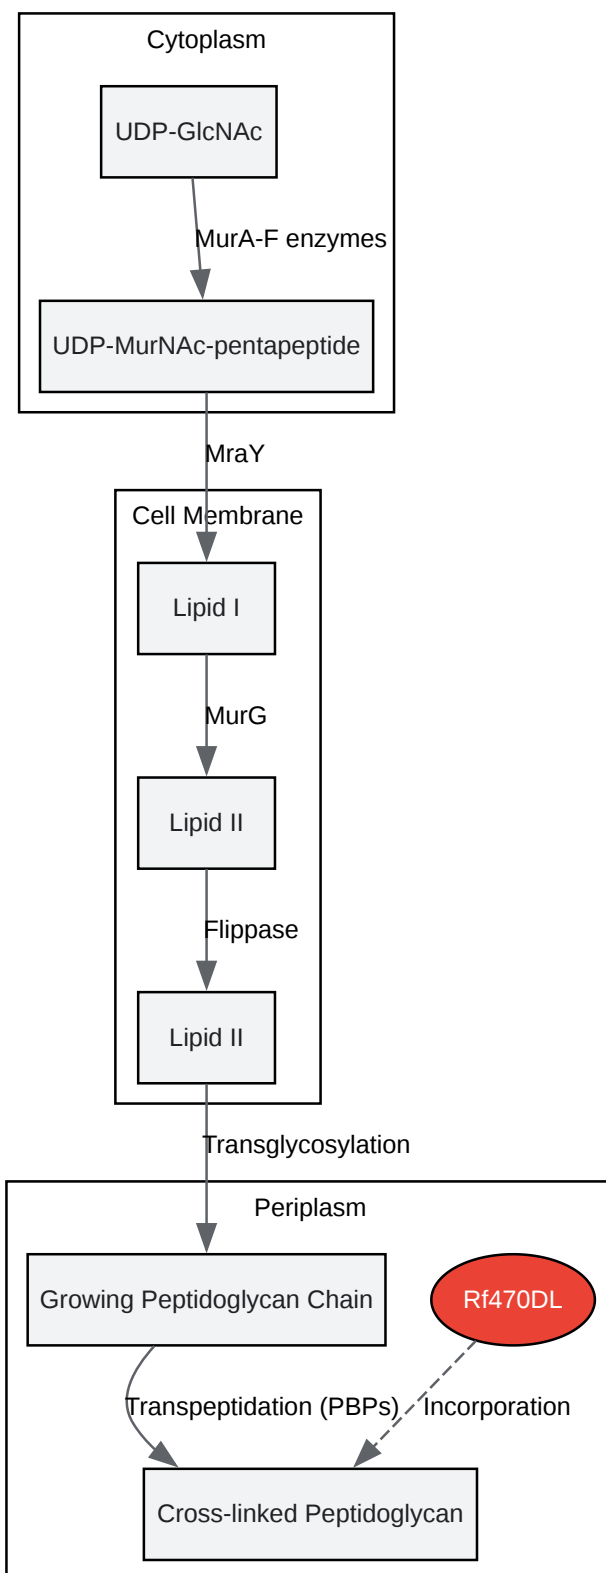 Cytoplasm
UDP-GlcNAc
MurA-F enzymes
UDP-MurNAc-pentapeptide
MraY
Cell Membrane
Lipid I
MurG
Lipid II
Flippase
Lipid II
Transglycosylation
Periplasm
Growing Peptidoglycan Chain
Rf470DL
Transpeptidation (PBPs)
Incorporation
Cross-linked Peptidoglycan